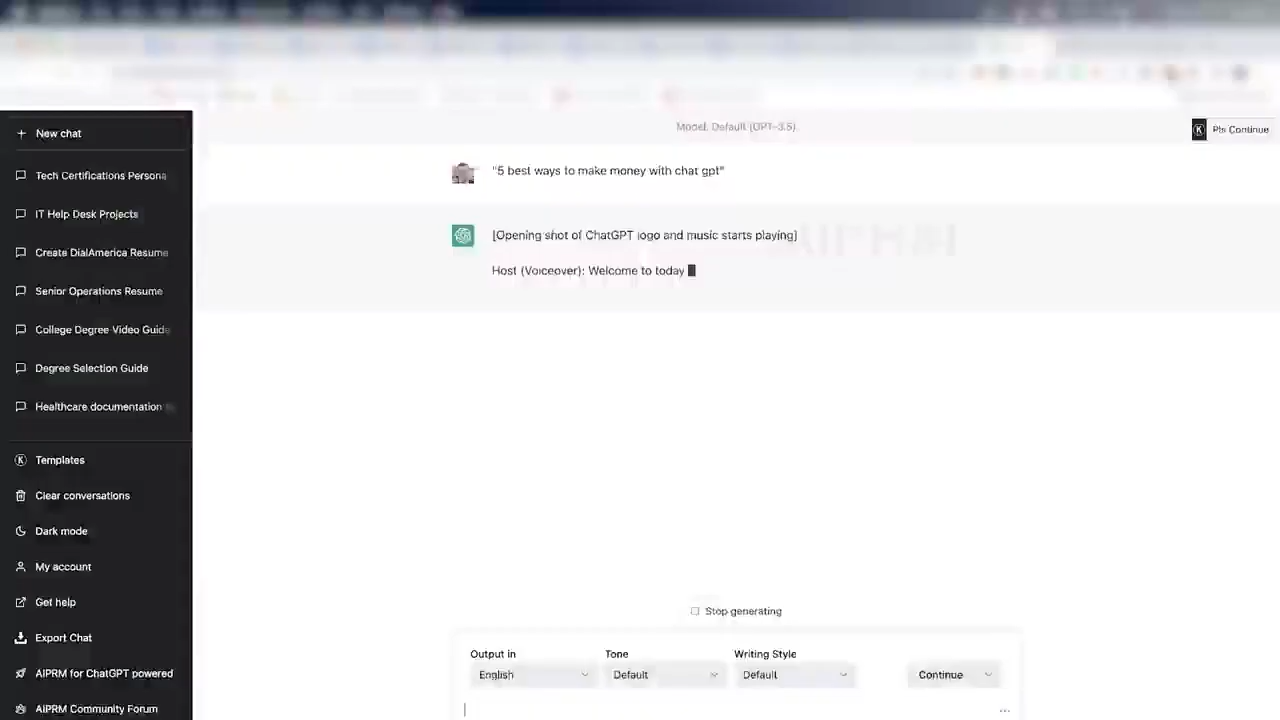 New chat
Tech Certifications Persona
IT Help Desk Projects
Create DialAmerica Resume
Senior Operations Resume
College Degree Video Guide
Degree Selection Guide
Healthcare documentation
Templates
Clear conversations
Dark mode
My account
Get help
Export Chat
AIPRM for ChatGPT powered
AIPRM Community Forum
Model: Default (GPT-3.5)
Pls Continue
"5 best ways to make money with chat gpt"
[Opening shot of ChatGPT logo and music starts playing]
Host (Voiceover): Welcome to today
Stop generating
Output in Tone Writing Style
English Default Default Continue